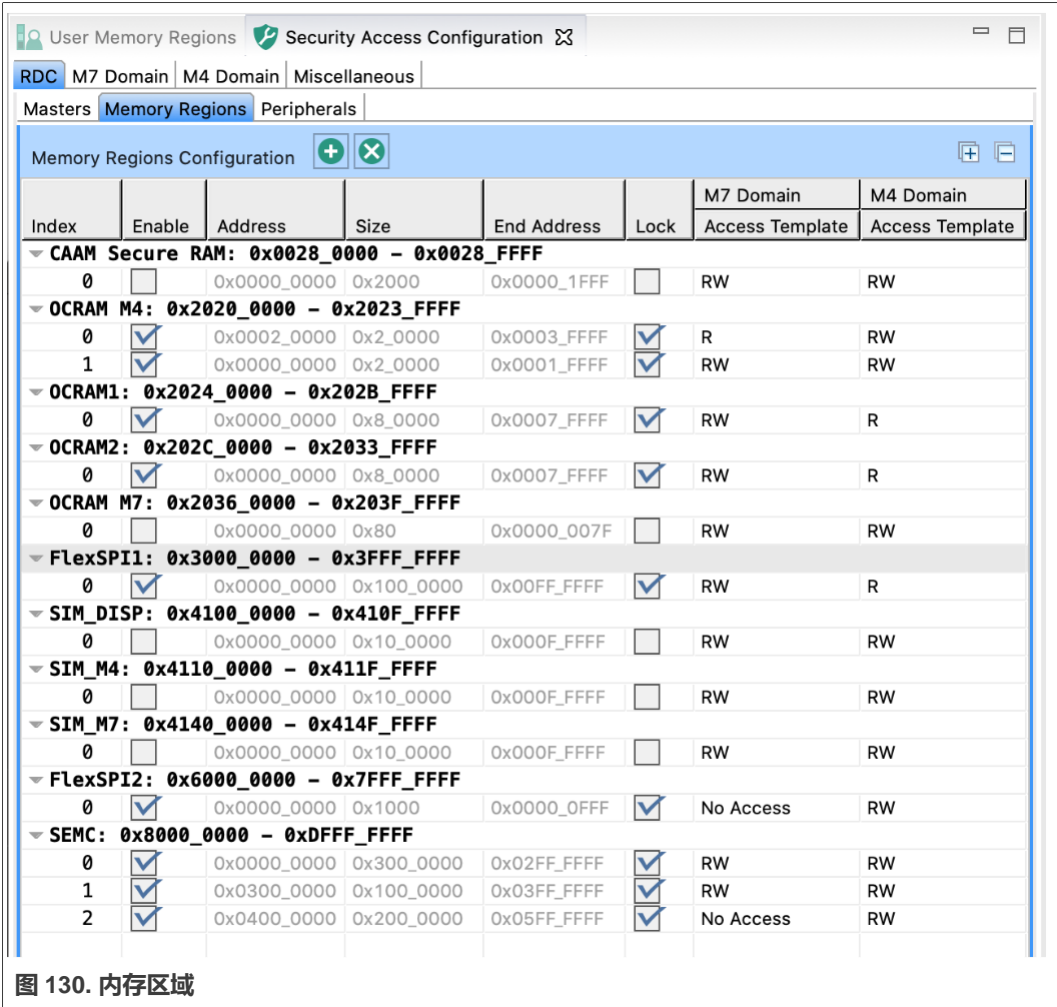 User Memory Regions Security Access Configuration
RDC M7 Domain M4 Domain Miscellaneous
Masters Memory Regions Peripherals
Memory Regions Configuration
M7 Domain M4 Domain
Index Enable Address Size End Address Lock Access Template Access Template
CAAM Secure RAM: 0x0028_0000 – 0x0028_FFFF
0 0x0000_0000 0x2000 0x0000_1FFF RW RW
OCRAM M4: 0x2020_0000 – 0x2023_FFFF
0 0x0002_0000 0x2_0000 0x0003_FFFF R RW
1 0x0000_0000 0x2_0000 0x0001_FFFF RW RW
OCRAM1: 0x2024_0000 – 0x202B_FFFF
0 0x0000_0000 0x8_0000 0x0007_FFFF RW R
OCRAM2: 0x202C_0000 – 0x2033_FFFF
0 0x0000_0000 0x8_0000 0x0007_FFFF RW R
OCRAM M7: 0x2036_0000 – 0x203F_FFFF
0 0x0000_0000 0x80 0x0000_007F RW RW
FlexSPI1: 0x3000_0000 – 0x3FFF_FFFF
0 0x0000_0000 0x100_0000 0x00FF_FFFF RW R
SIM_DISP: 0x4100_0000 – 0x410F_FFFF
0 0x0000_0000 0x10_0000 0x000F_FFFF RW RW
SIM_M4: 0x4110_0000 – 0x411F_FFFF
0 0x0000_0000 0x10_0000 0x000F_FFFF RW RW
SIM_M7: 0x4140_0000 – 0x414F_FFFF
0 0x0000_0000 0x10_0000 0x000F_FFFF RW RW
FlexSPI2: 0x6000_0000 – 0x7FFF_FFFF
0 0x0000_0000 0x1000 0x0000_0FFF No Access RW
SEMC: 0x8000_0000 – 0xDFFF_FFFF
0 0x0000_0000 0x300_0000 0x02FF_FFFF RW RW
1 0x0300_0000 0x100_0000 0x03FF_FFFF RW RW
2 0x0400_0000 0x200_0000 0x05FF_FFFF No Access RW
图 130. 内存区域